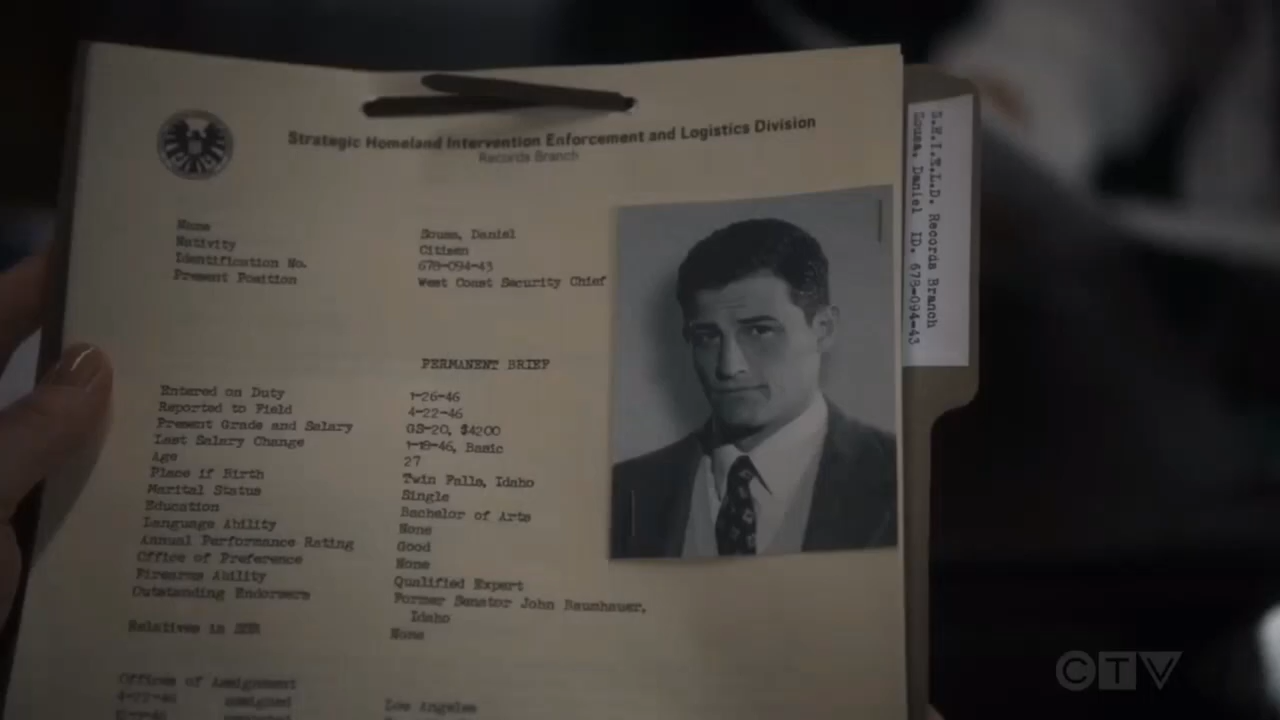 Strategic Homeland Intervention Enforcement and Logistics Division
Records Branch
Name Sousa, Daniel
Nativity Citizen
Identification No. 678-094-43
Present Position West Coast Security Chief
PERMANENT BRIEF
Entered on Duty 1-26-46
Reported to Field 4-22-46
Present Grade and Salary GS-20, $4200
Last Salary Change 1-18-46, Basic
Age 27
Place if Birth Twin Falls, Idaho
Marital Status Single
Education Bachelor of Arts
Language Ability None
Annual Performance Rating Good
Office of Preference None
Firearms Ability Qualified Expert
Outstanding Endorsers Former Senator John Baumhauer,
Idaho
Relatives in SSR None
Offices of Assignment
4-22-46 assigned Los Angeles
S.H.I.E.L.D. Records Branch
Sousa, Daniel ID. 678-094-43
CTV